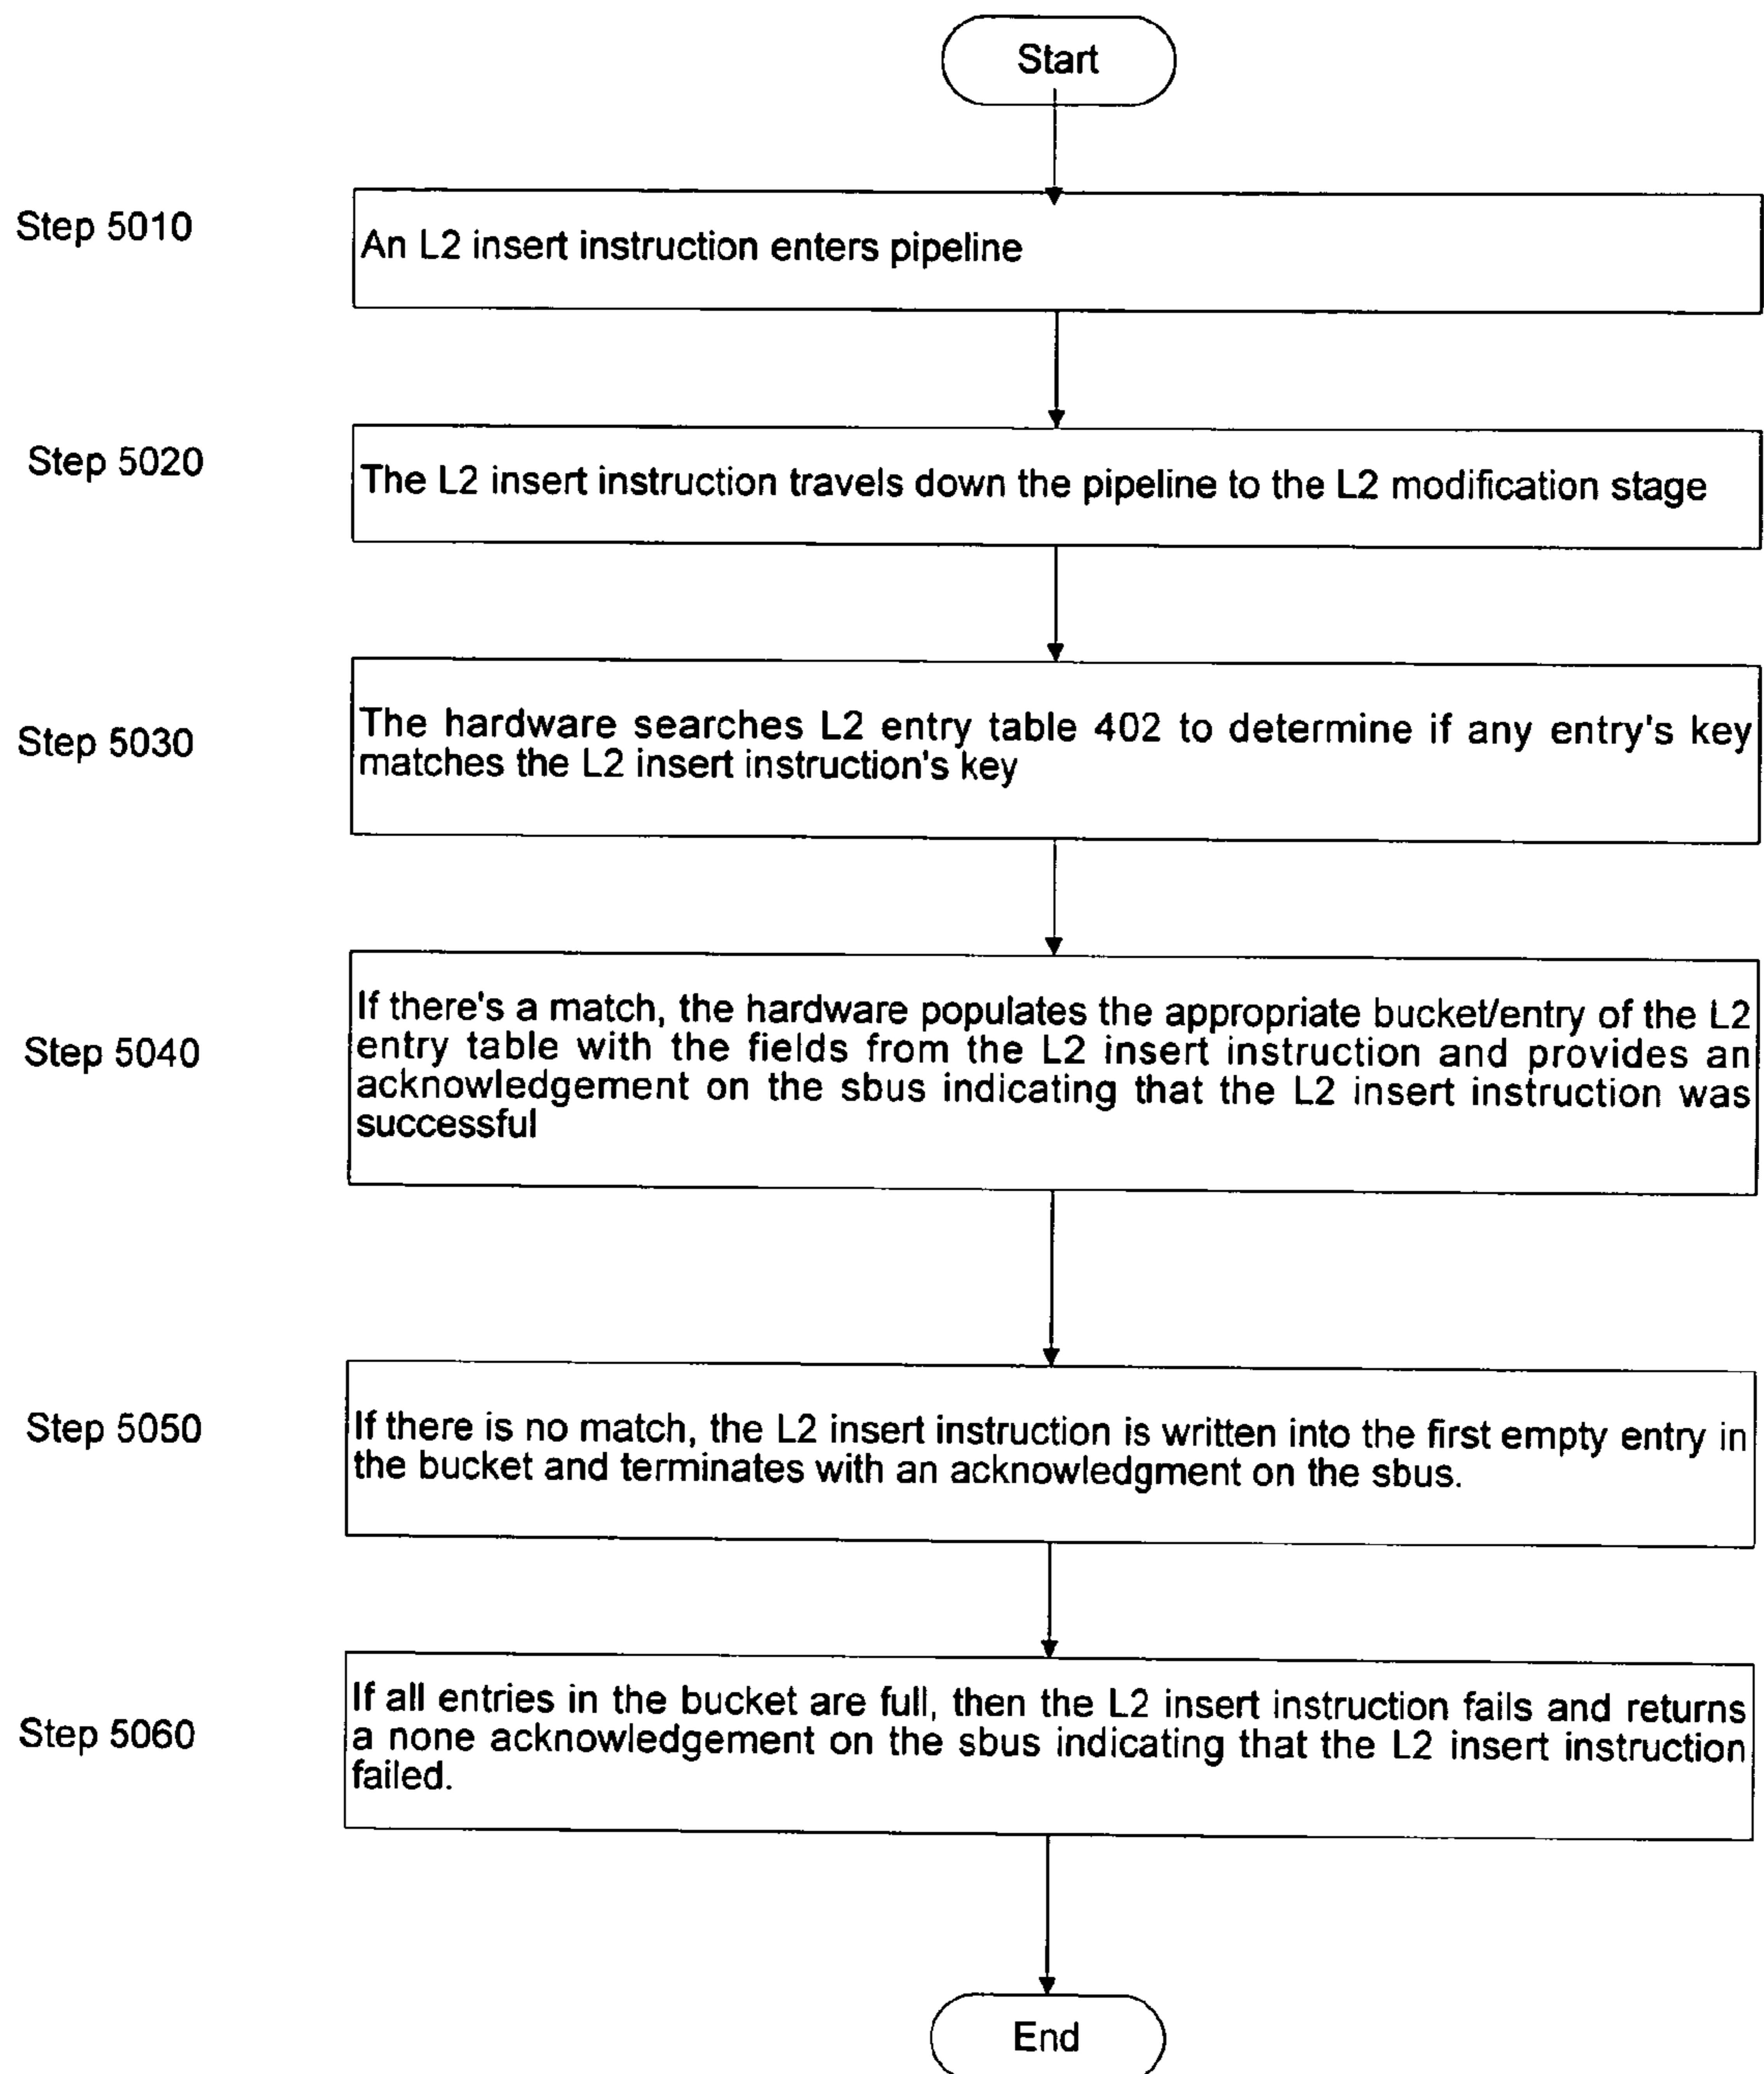 Start
Step 5010
An L2 insert instruction enters pipeline
Step 5020
The L2 insert instruction travels down the pipeline to the L2 modification stage
Step 5030
The hardware searches L2 entry table 402 to determine if any entry's key
matches the L2 insert instruction's key
Step 5040
If there's a match, the hardware populates the appropriate bucket/entry of the L2
entry table with the fields from the L2 insert instruction and provides an
acknowledgement on the sbus indicating that the L2 insert instruction was
successful
Step 5050
If there is no match, the L2 insert instruction is written into the first empty entry in
the bucket and terminates with an acknowledgment on the sbus.
Step 5060
If all entries in the bucket are full, then the L2 insert instruction fails and returns
a none acknowledgement on the sbus indicating that the L2 insert instruction
failed.
End